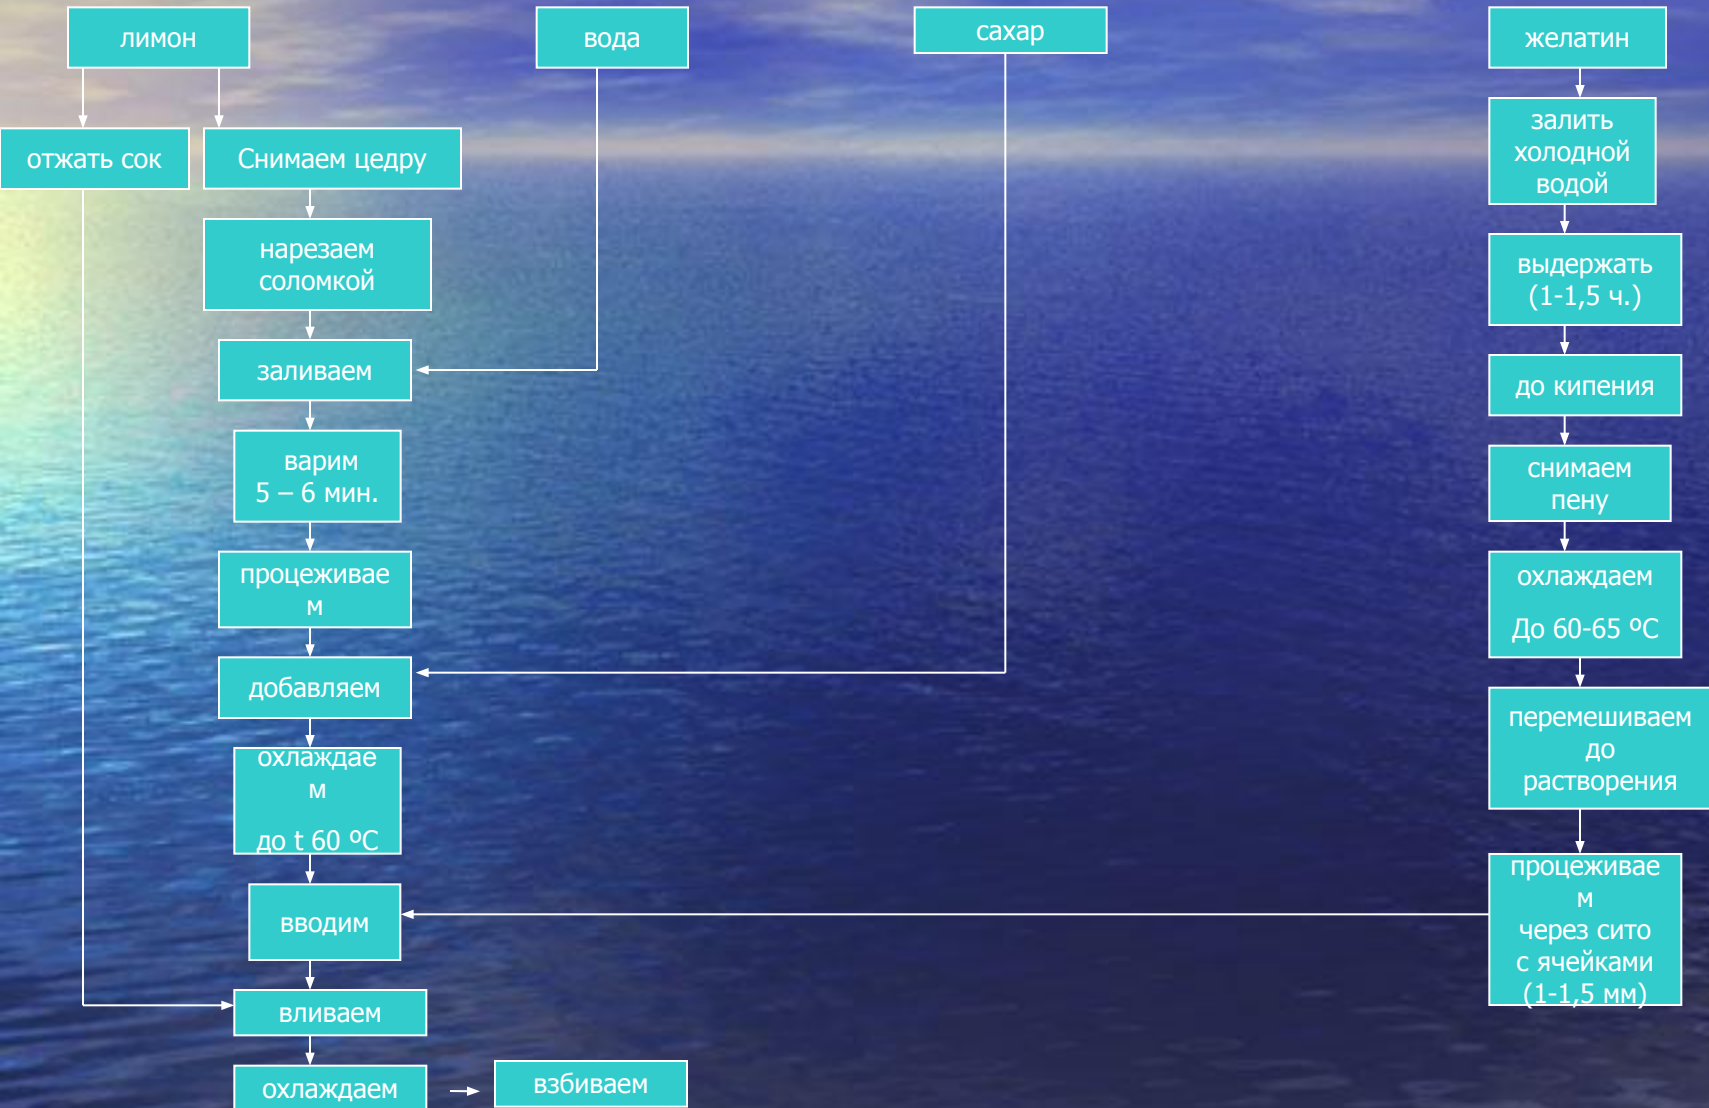 лимон
вода
сахар
желатин
отжать сок
Снимаем цедру
залить
холодной
водой
нарезаем
соломкой
выдержать
(1-1,5 ч.)
заливаем
до кипения
варим
5 – 6 мин.
снимаем
пену
процеживае
м
охлаждаем
До 60-65 ºС
добавляем
перемешиваем
до
растворения
охлаждае
м
до t 60 ºС
процеживае
м
через сито
с ячейками
(1-1,5 мм)
вводим
вливаем
охлаждаем
взбиваем